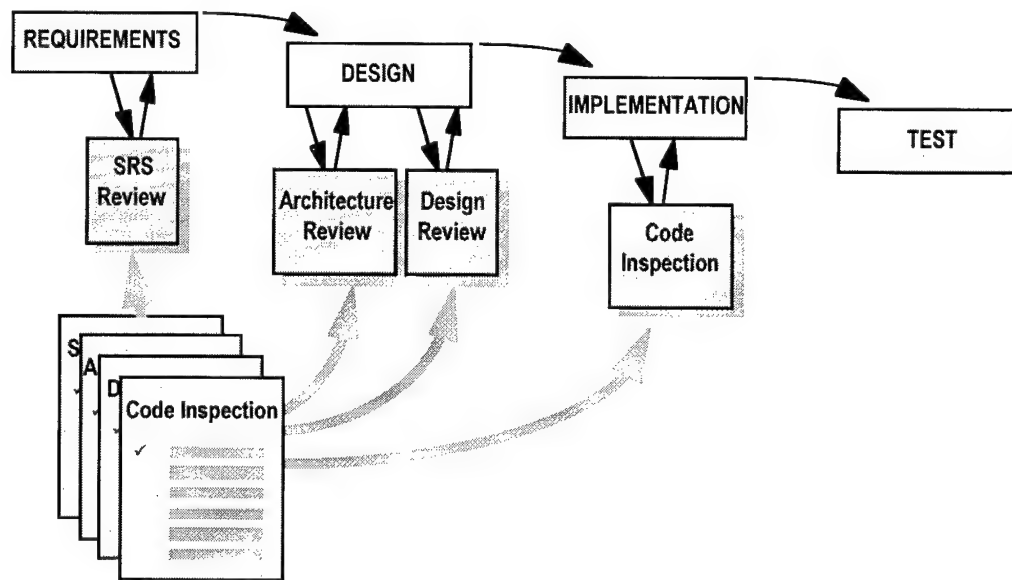 REQUIREMENTS
DESIGN
IMPLEMENTATION
TEST
SRS
Review
Architecture
Review
Design
Review
Code
Inspection
S
A
D
Code Inspection